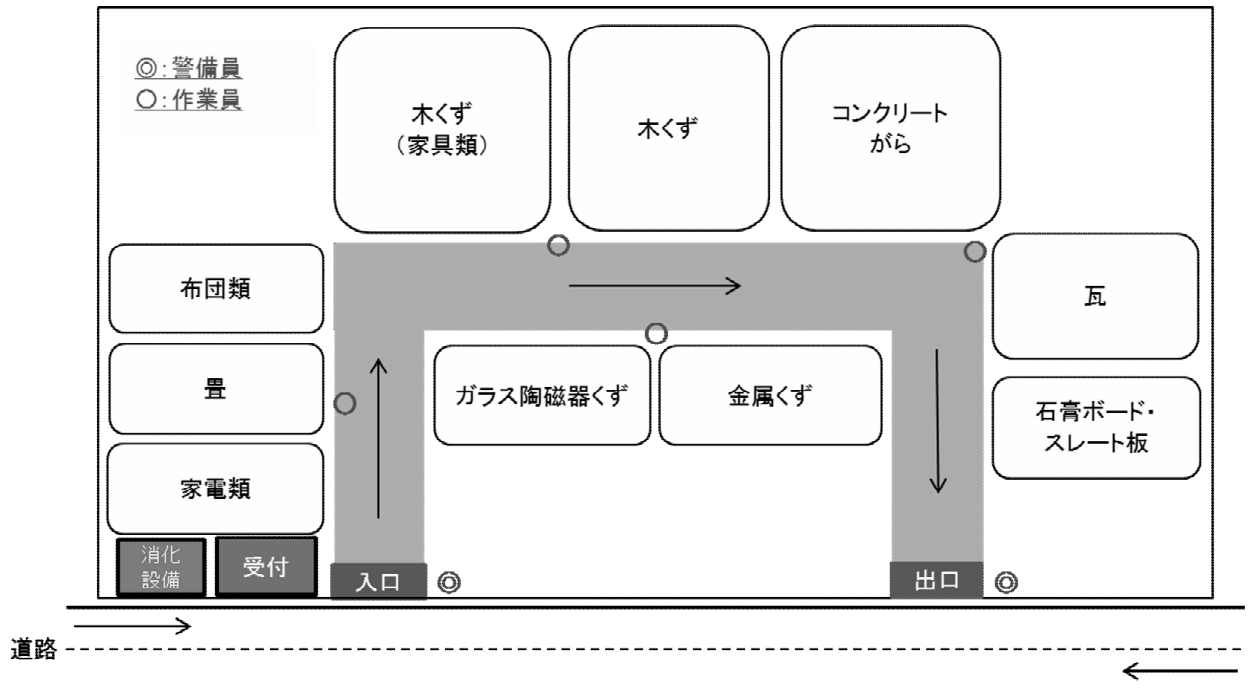 ◎:警備員
○:作業員
木くず
（家具類）
木くず
コンクリート
がら
布団類
瓦
畳
ガラス陶磁器くず
金属くず
石膏ボード・
スレート板
家電類
消化
設備
受付
入口
出口
道路